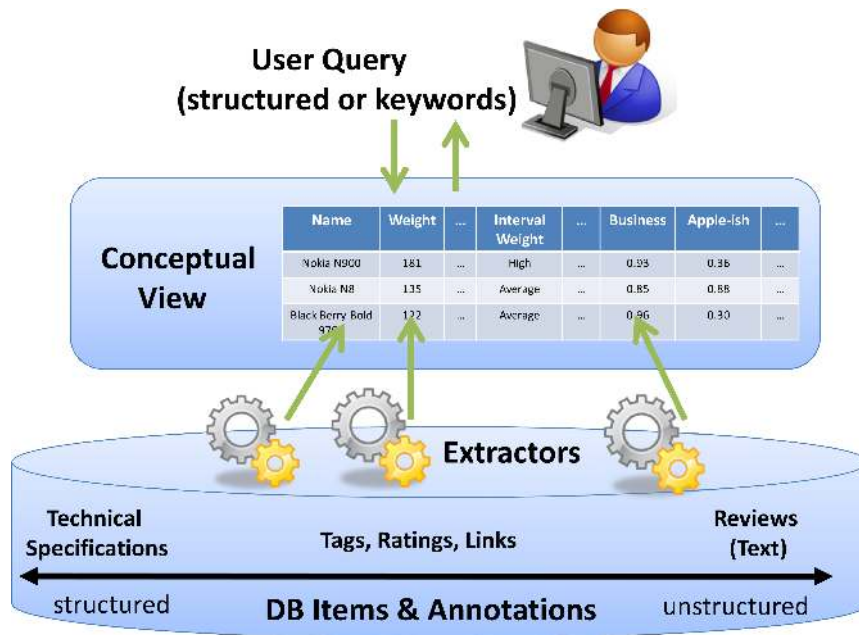 User Query
(structured or keywords)
Conceptual
View
Name Weight ... Interval Weight ... Business Apple-ish ...
Nokia N900 181 ... High ... 0.93 0.36 ...
Nokia N8 135 ... Average ... 0.85 0.88 ...
Black Berry Bold 122 ... Average ... 0.96 0.30 ...
Extractors
Technical
Specifications
Tags, Ratings, Links
Reviews
(Text)
structured
DB Items & Annotations
unstructured